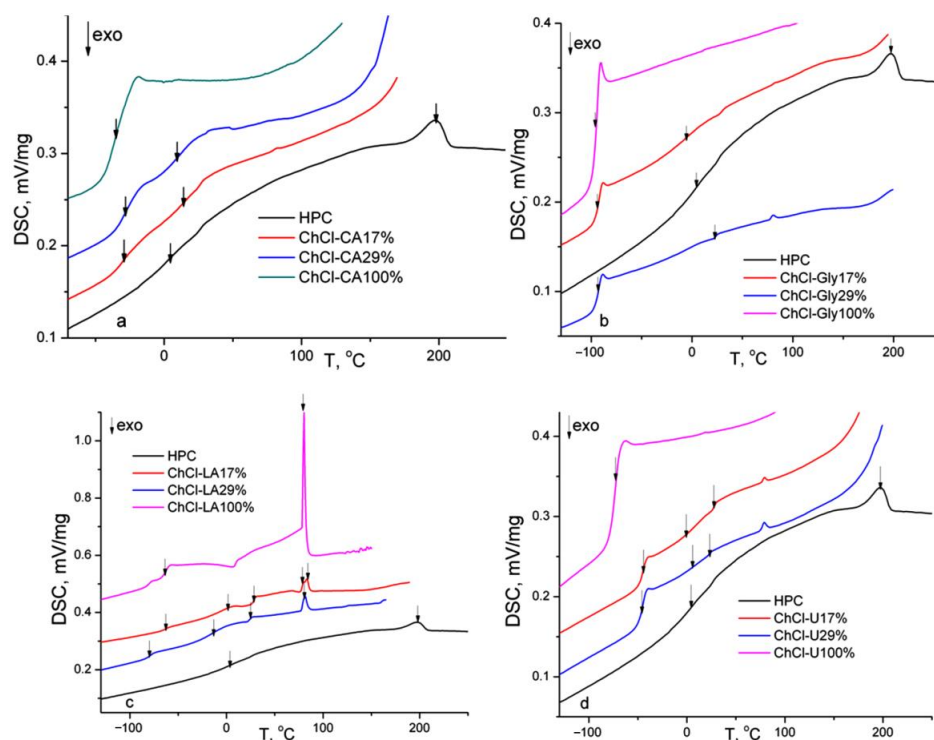 exo
0.4
0.3
0.2
0.1
DSC, mV/mg
HPC
ChCl-CA17%
ChCl-CA29%
ChCl-CA100%
a
0
100
200
T, °C
exo
0.4
0.3
0.2
0.1
DSC, mV/mg
HPC
ChCl-Gly17%
ChCl-Gly29%
ChCl-Gly100%
b
−100
0
100
200
T, °C
exo
1.0
0.8
0.6
0.4
0.2
DSC, mV/mg
HPC
ChCl-LA17%
ChCl-LA29%
ChCl-LA100%
c
−100
0
100
200
T, °C
exo
0.4
0.3
0.2
0.1
DSC, mV/mg
HPC
ChCl-U17%
ChCl-U29%
ChCl-U100%
d
−100
0
100
200
T, °C